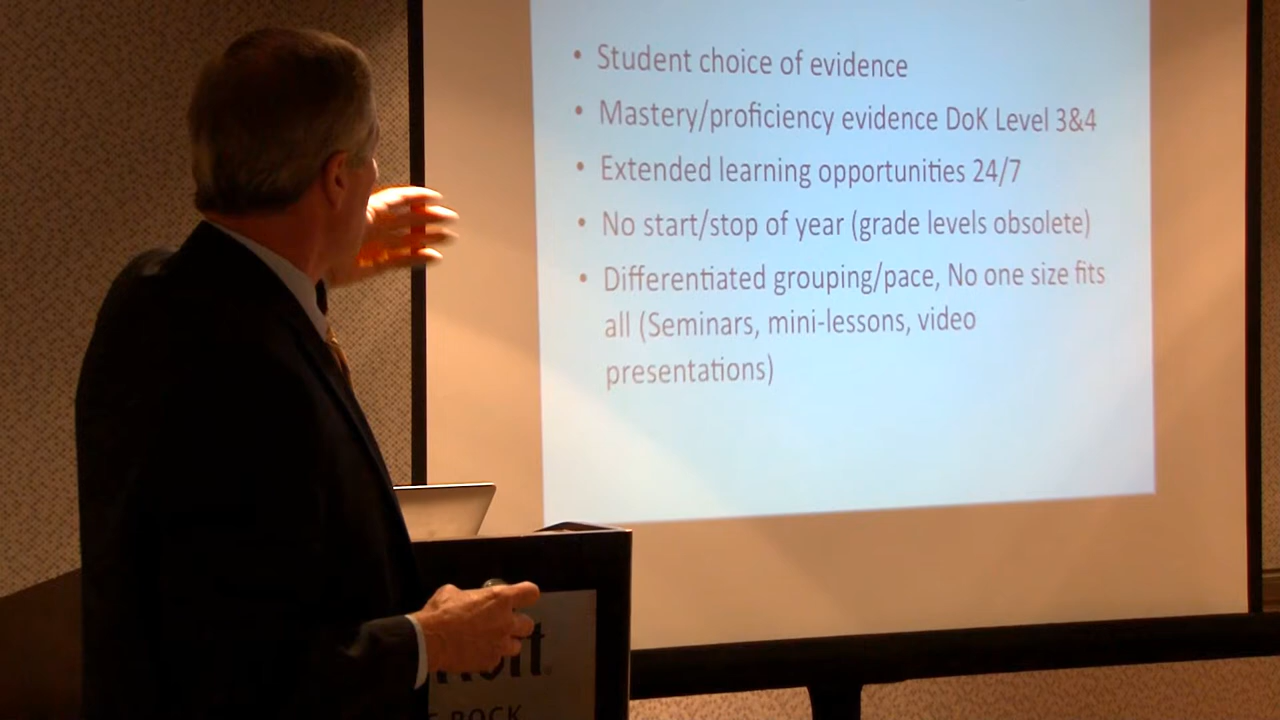 • Student choice of evidence
• Mastery/proficiency evidence DoK Level 3&4
• Extended learning opportunities 24/7
• No start/stop of year (grade levels obsolete)
• Differentiated grouping/pace, No one size fits
all (Seminars, mini-lessons, video
presentations)
ROCK